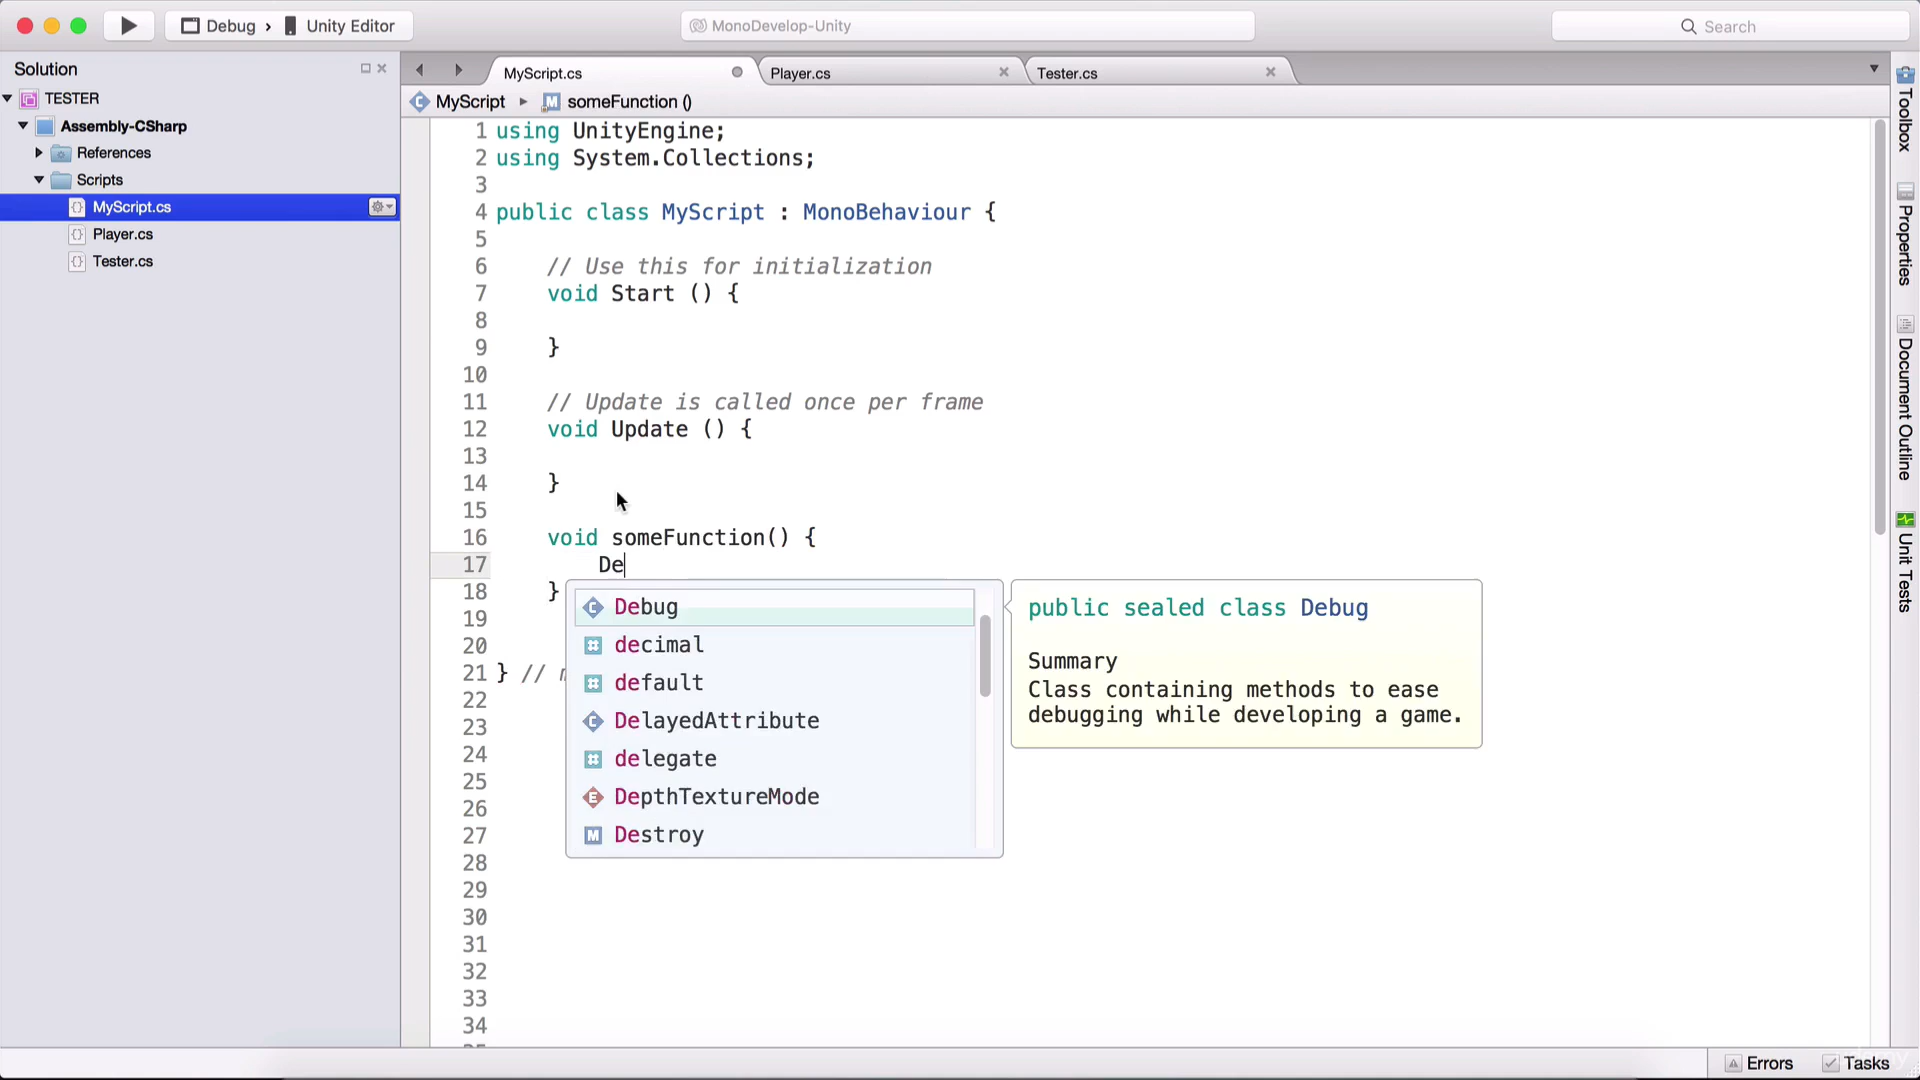 Debug › Unity Editor
MonoDevelop-Unity
Search
Solution
TESTER
Assembly-CSharp
References
Scripts
MyScript.cs
Player.cs
Tester.cs
MyScript.cs
Player.cs
Tester.cs
MyScript ▸ someFunction ()
1 using UnityEngine;
2 using System.Collections;
3
4 public class MyScript : MonoBehaviour {
5
6 // Use this for initialization
7 void Start () {
8
9 }
10
11 // Update is called once per frame
12 void Update () {
13
14 }
15
16 void someFunction() {
17 De
18 }
19
20
21 } //
22
23
24
25
26
27
28
29
30
31
32
33
34
Debug
decimal
default
DelayedAttribute
delegate
DepthTextureMode
Destroy
public sealed class Debug
Summary
Class containing methods to ease
debugging while developing a game.
Toolbox
Properties
Document Outline
Unit Tests
Errors
Tasks